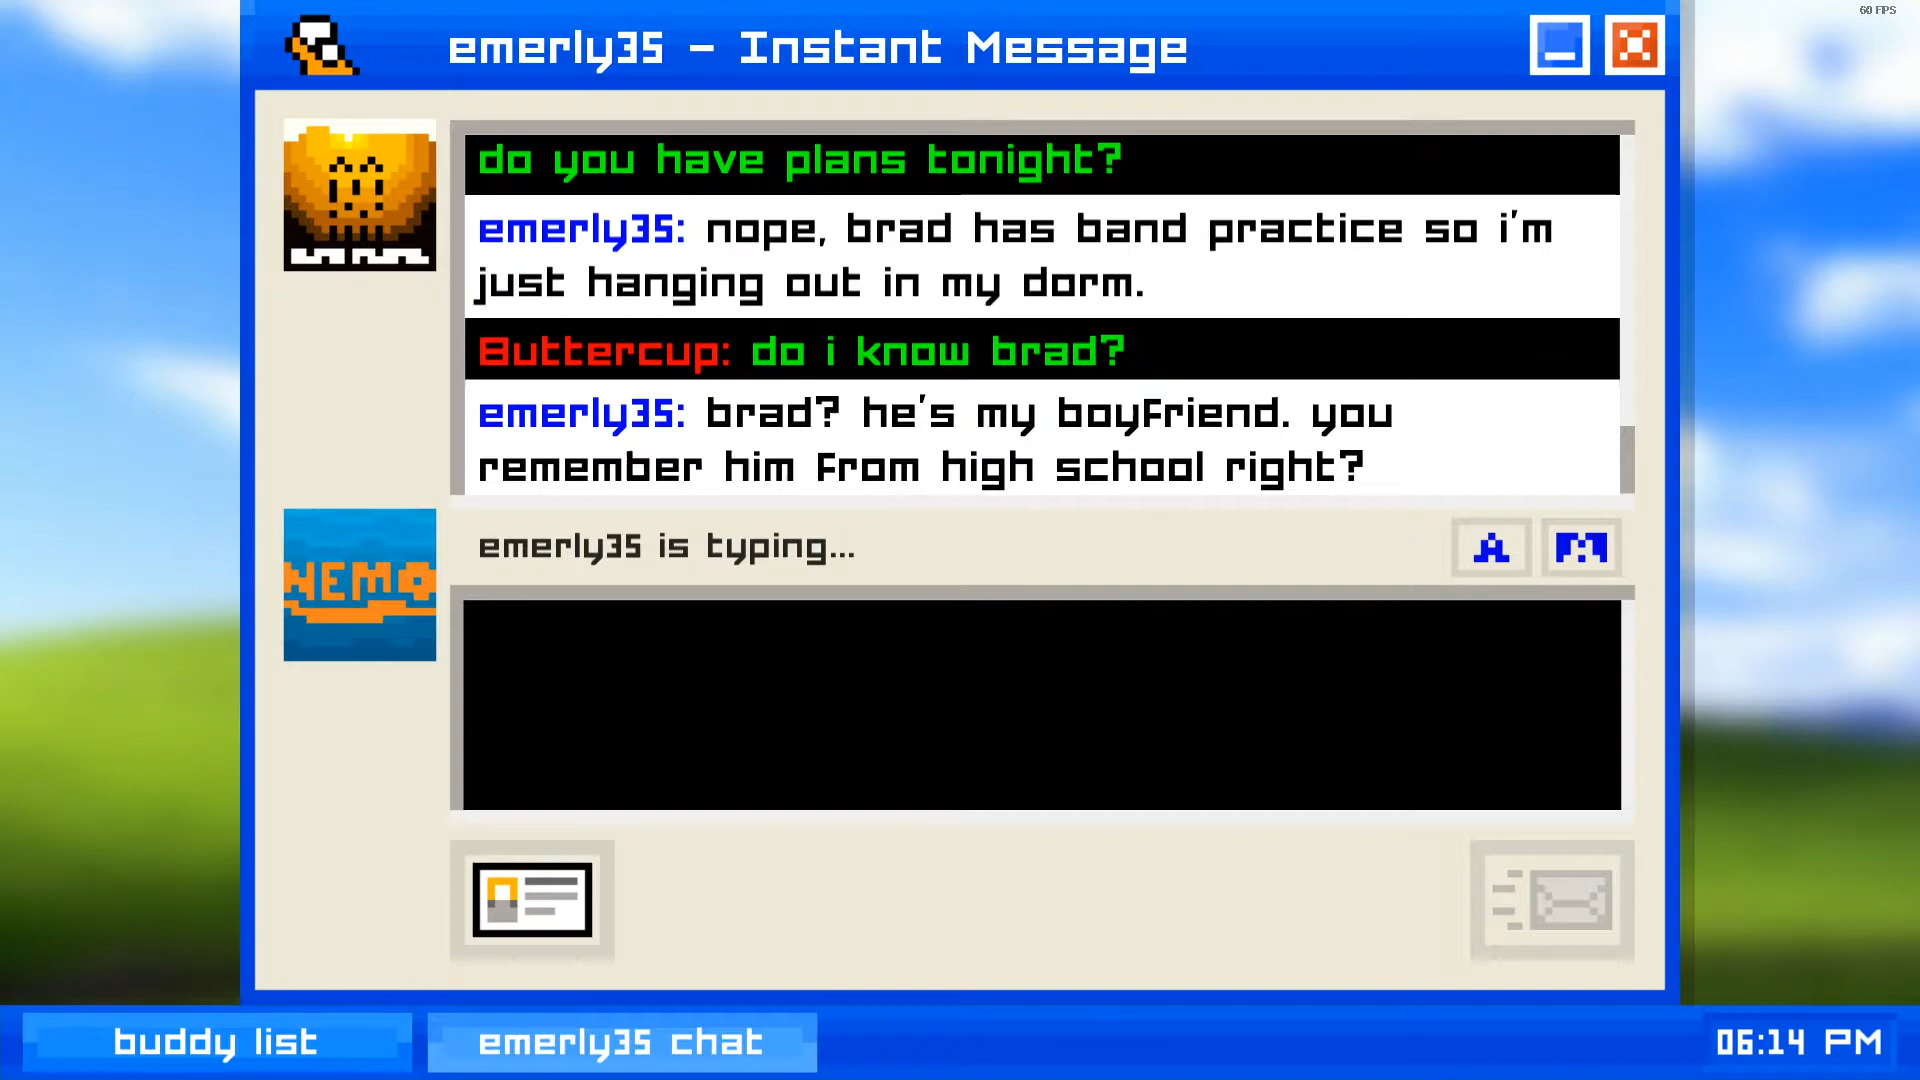 60 FPS
emerly35 - Instant Message
do you have plans tonight?
emerly35: nope, brad has band practice so i'm
just hanging out in my dorm.
Buttercup: do i know brad?
emerly35: brad? he's my boyfriend. you
remember him from high school right?
NEMO
emerly35 is typing...
A
buddy list
emerly35 chat
06:14 PM